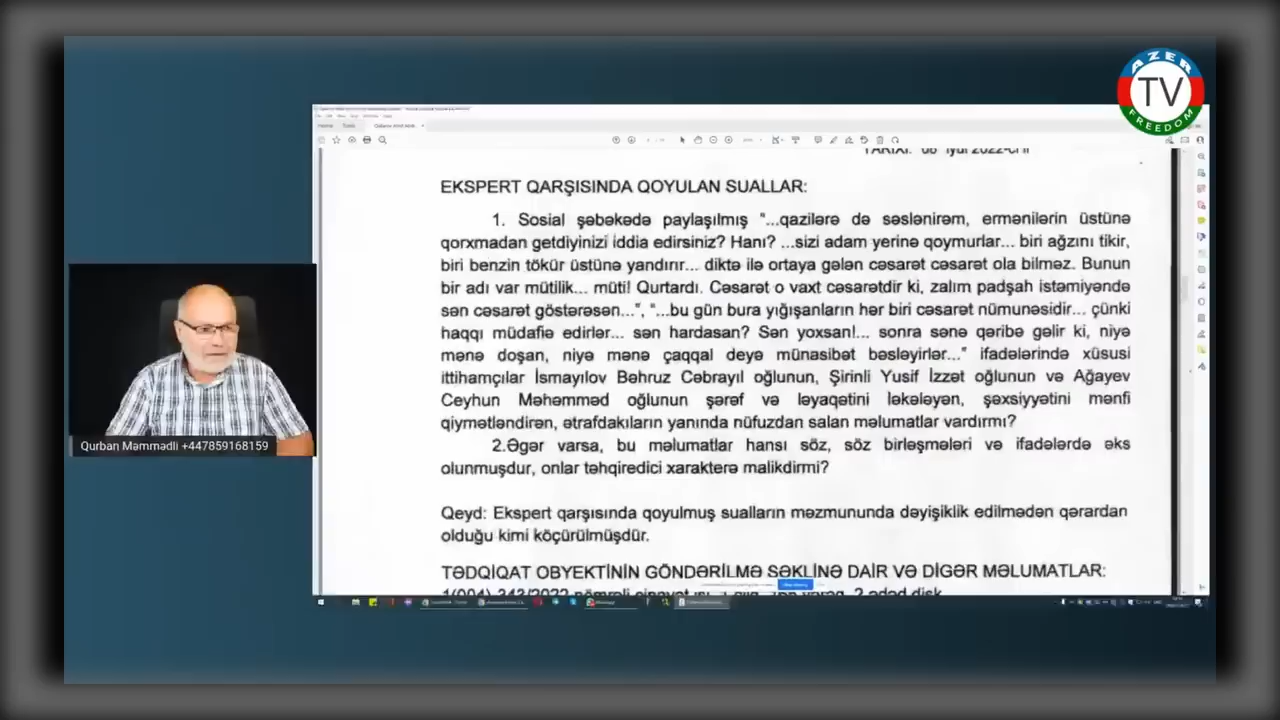 AZER
TV
FREEDOM
TARIXI: 06 iyul 2022-ci il
EKSPERT QARŞISINDA QOYULAN SUALLAR:
1. Sosial şəbəkədə paylaşılmış "...qazilərə də səslənirəm, ermənilərin üstünə
qorxmadan getdiyinizi iddia edirsiniz? Hanı? ...sizi adam yerinə qoymurlar... biri ağzını tikir,
biri benzin tökür üstünə yandırır... diktə ilə ortaya gələn cəsarət cəsarət ola bilməz. Bunun
bir adı var mütilik... müti! Qurtardı. Cəsarət o vaxt cəsarətdir ki, zalım padşah istəmiyəndə
sən cəsarət göstərəsən...", "...bu gün bura yığışanların hər biri cəsarət nümunəsidir... çünki
haqqı müdafiə edirlər... sən hardasan? Sən yoxsan!... sonra sənə qəribə gəlir ki, niyə
mənə doşan, niyə mənə çaqqal deyə münasibət bəsləyirlər..." ifadələrində xüsusi
ittihamçılar İsmayılov Bəhruz Cəbrayıl oğlunun, Şirinli Yusif İzzət oğlunun və Ağayev
Ceyhun Məhəmməd oğlunun şərəf və ləyaqətini ləkələyən, şəxsiyyətini mənfi
qiymətləndirən, ətrafdakıların yanında nüfuzdan salan məlumatlar vardırmı?
2.Əgər varsa, bu məlumatlar hansı söz, söz birləşmələri və ifadələrdə əks
olunmuşdur, onlar təhqiredici xarakterə malikdirmi?
Qeyd: Ekspert qarşısında qoyulmuş sualların məzmununda dəyişiklik edilmədən qərardan
olduğu kimi köçürülmüşdür.
TƏDQİQAT OBYEKTİNİN GÖNDƏRİLMƏ ŞƏKLİNƏ DAİR VƏ DİGƏR MƏLUMATLAR:
Qurban Məmmədli +447859168159